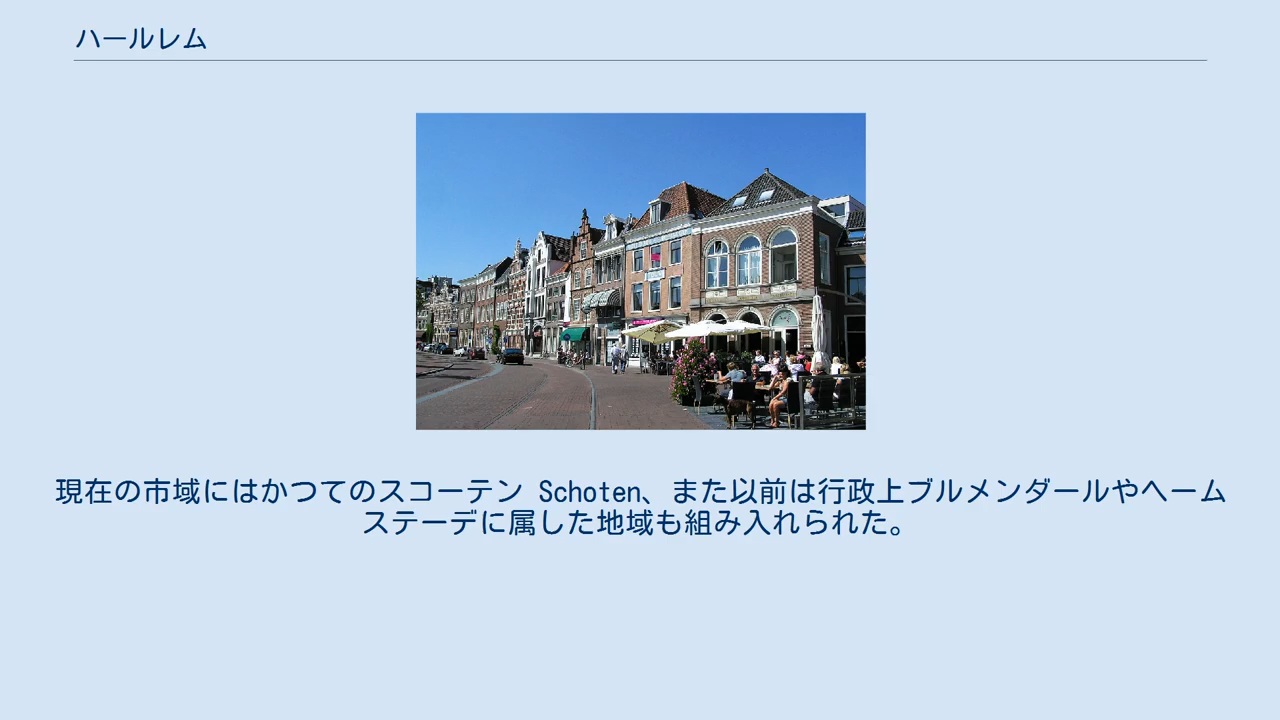 ハールレム
現在の市域にはかつてのスコーテン Schoten、また以前は行政上ブルメンダールやヘーム
ステーデに属した地域も組み入れられた。